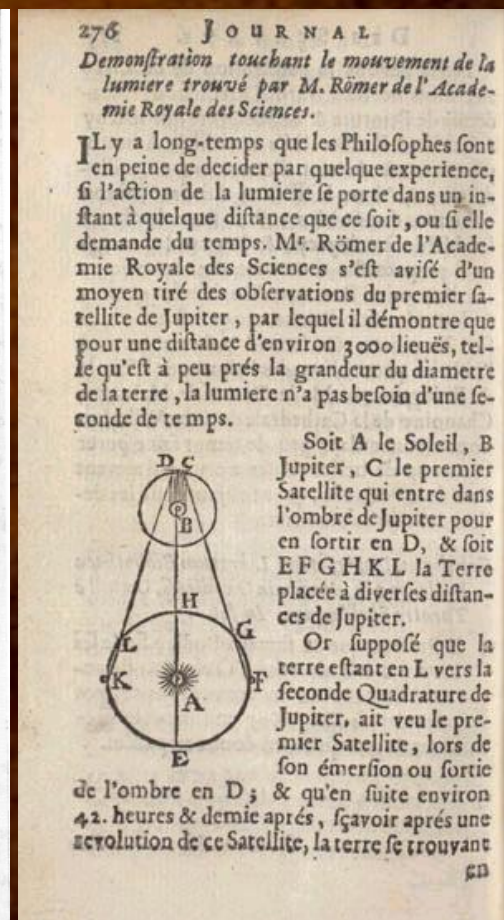 276 JOURNAL
Demonſtration touchant le mouvement de la
lumiere trouvé par M. Römer de l'Acade-
mie Royale des Sciences.
IL y a long-temps que les Philoſophes ſont
en peine de decider par quelque experience,
ſi l'action de la lumiere ſe porte dans un in-
ſtant à quelque diſtance que ce ſoit, ou ſi elle
demande du temps. Mr. Römer de l'Acade-
mie Royale des Sciences s'eſt aviſé d'un
moyen tiré des obſervations du premier ſa-
tellite de Jupiter, par lequel il démontre que
pour une diſtance d'environ 3000 lieuës, tel-
le qu'eſt à peu prés la grandeur du diametre
de la terre, la lumiere n'a pas beſoin d'une ſe-
conde de temps.
Soit A le Soleil, B
Jupiter, C le premier
Satellite qui entre dans
l'ombre de Jupiter pour
en ſortir en D, & ſoit
EFGHKL la Terre
placée à diverſes diſtan-
ces de Jupiter.
Or ſuppoſé que la
terre eſtant en L vers la
ſeconde Quadrature de
Jupiter, ait veu le pre-
mier Satellite, lors de
ſon émerſion ou ſortie
de l'ombre en D; & qu'en ſuite environ
42. heures & demie aprés, ſçavoir aprés une
revolution de ce Satellite, la terre ſe trouvant
en
D C
B
H
G
L
K
F
A
E